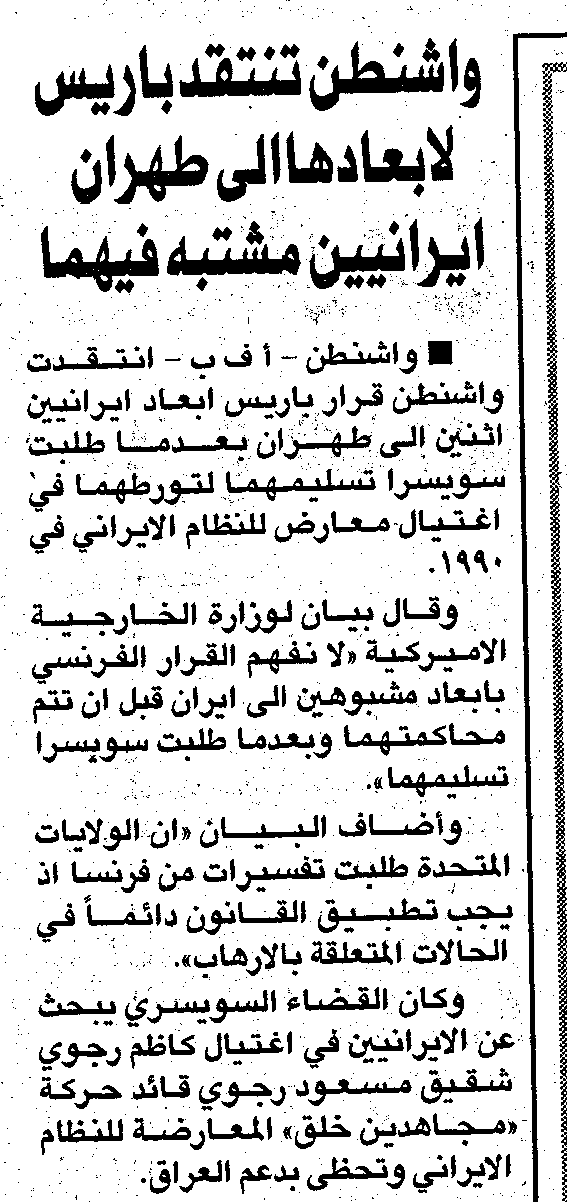 واشنطن تنتقد باريس
لابعادها الى طهران
ايرانيين مشتبه فيهما
■ واشنطن - أ ف ب - انتقدت
واشنطن قرار باريس ابعاد ايرانيين
اثنين الى طهران بعدما طلبت
سويسرا تسليمهما لتورطهما في
اغتيال معارض للنظام الايراني في
١٩٩٠.
وقال بيان لوزارة الخارجية
الاميركية «لا نفهم القرار الفرنسي
بابعاد مشبوهين الى ايران قبل ان تتم
محاكمتهما وبعدما طلبت سويسرا
تسليمهما».
وأضاف البيان «ان الولايات
المتحدة طلبت تفسيرات من فرنسا اذ
يجب تطبيق القانون دائماً في
الحالات المتعلقة بالارهاب».
وكان القضاء السويسري يبحث
عن الايرانيين في اغتيال كاظم رجوي
شقيق مسعود رجوي قائد حركة
«مجاهدين خلق» المعارضة للنظام
الايراني وتحظى بدعم العراق.